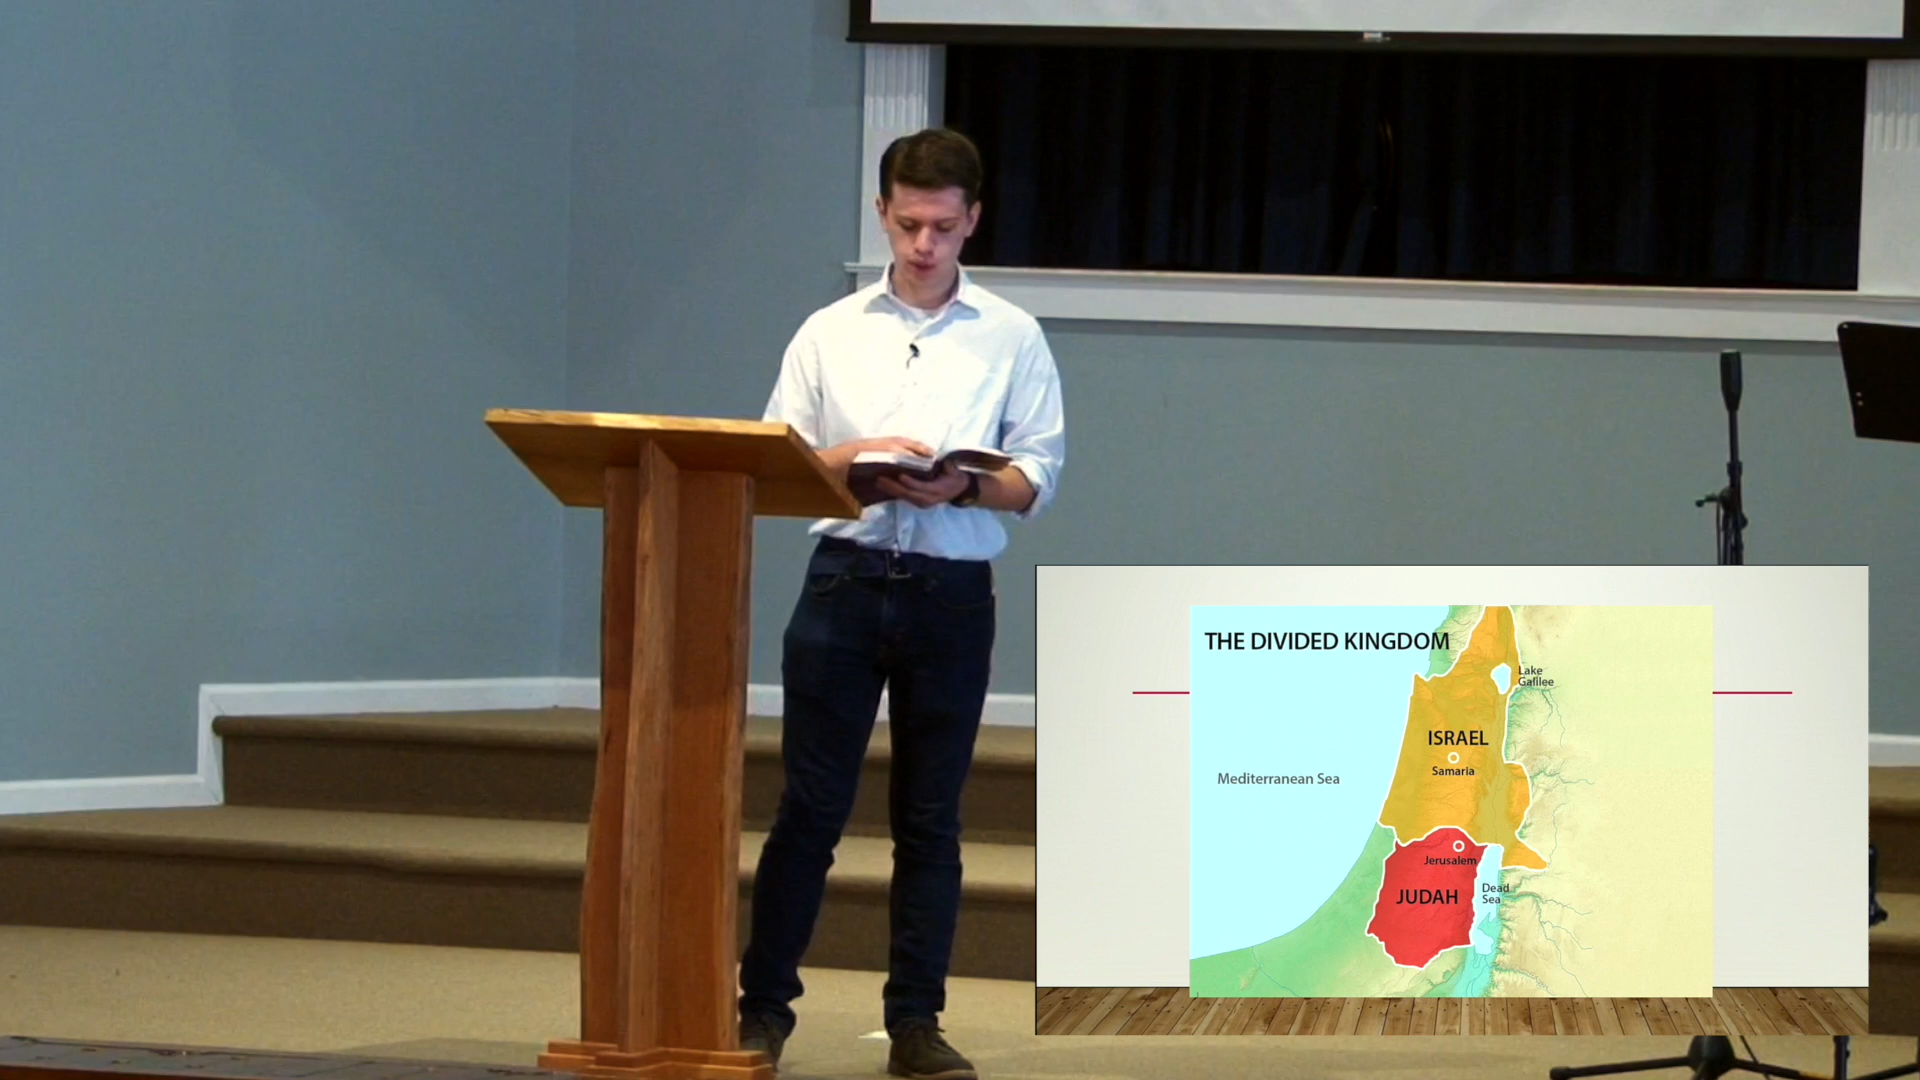 THE DIVIDED KINGDOM
Lake
Galilee
ISRAEL
Samaria
Mediterranean Sea
Jerusalem
JUDAH
Dead
Sea